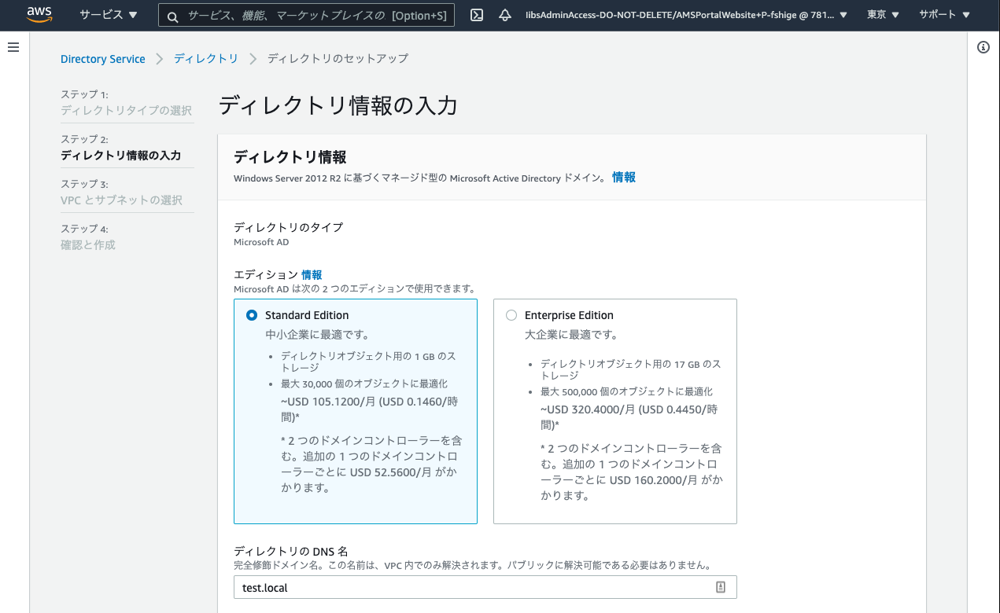 aws
サービス ▼
サービス、機能、マーケットプレイスの [Option+S]
IibsAdminAccess-DO-NOT-DELETE/AMSPortalWebsite+P-fshige @ 781... ▼
東京 ▼
サポート ▼
Directory Service > ディレクトリ > ディレクトリのセットアップ
ステップ 1:
ディレクトリタイプの選択
ステップ 2:
ディレクトリ情報の入力
ステップ 3:
VPC とサブネットの選択
ステップ 4:
確認と作成
ディレクトリ情報の入力
ディレクトリ情報
Windows Server 2012 R2 に基づくマネージド型の Microsoft Active Directory ドメイン。 情報
ディレクトリのタイプ
Microsoft AD
エディション 情報
Microsoft AD は次の 2 つのエディションで使用できます。
Standard Edition
中小企業に最適です。
• ディレクトリオブジェクト用の 1 GB のス
トレージ
• 最大 30,000 個のオブジェクトに最適化
~USD 105.1200/月 (USD 0.1460/時
間)*
* 2 つのドメインコントローラーを含
む。追加の 1 つのドメインコントロ
ーラーごとに USD 52.5600/月 がか
かります。
Enterprise Edition
大企業に最適です。
• ディレクトリオブジェクト用の 17 GB のス
トレージ
• 最大 500,000 個のオブジェクトに最適化
~USD 320.4000/月 (USD 0.4450/時
間)*
* 2 つのドメインコントローラーを含
む。追加の 1 つのドメインコントロ
ーラーごとに USD 160.2000/月 がか
かります。
ディレクトリの DNS 名
完全修飾ドメイン名。この名前は、VPC 内でのみ解決されます。パブリックに解決可能である必要はありません。
test.local